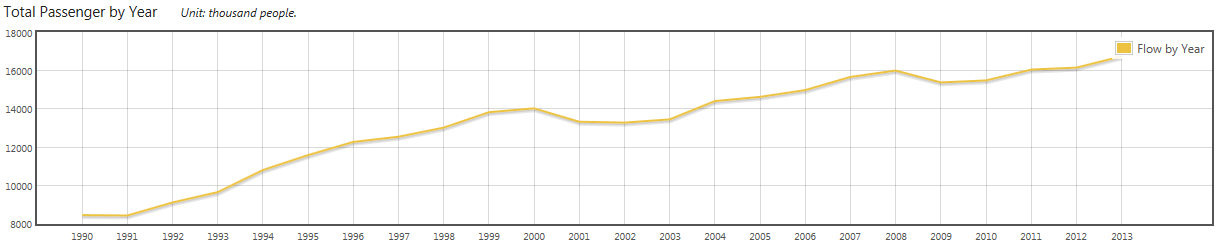 Total Passenger by Year Unit: thousand people.
18000
Flow by Year
16000
14000
12000
10000
8000
1990 1991 1992 1993 1994 1995 1996 1997 1998 1999 2000 2001 2002 2003 2004 2005 2006 2007 2008 2009 2010 2011 2012 2013